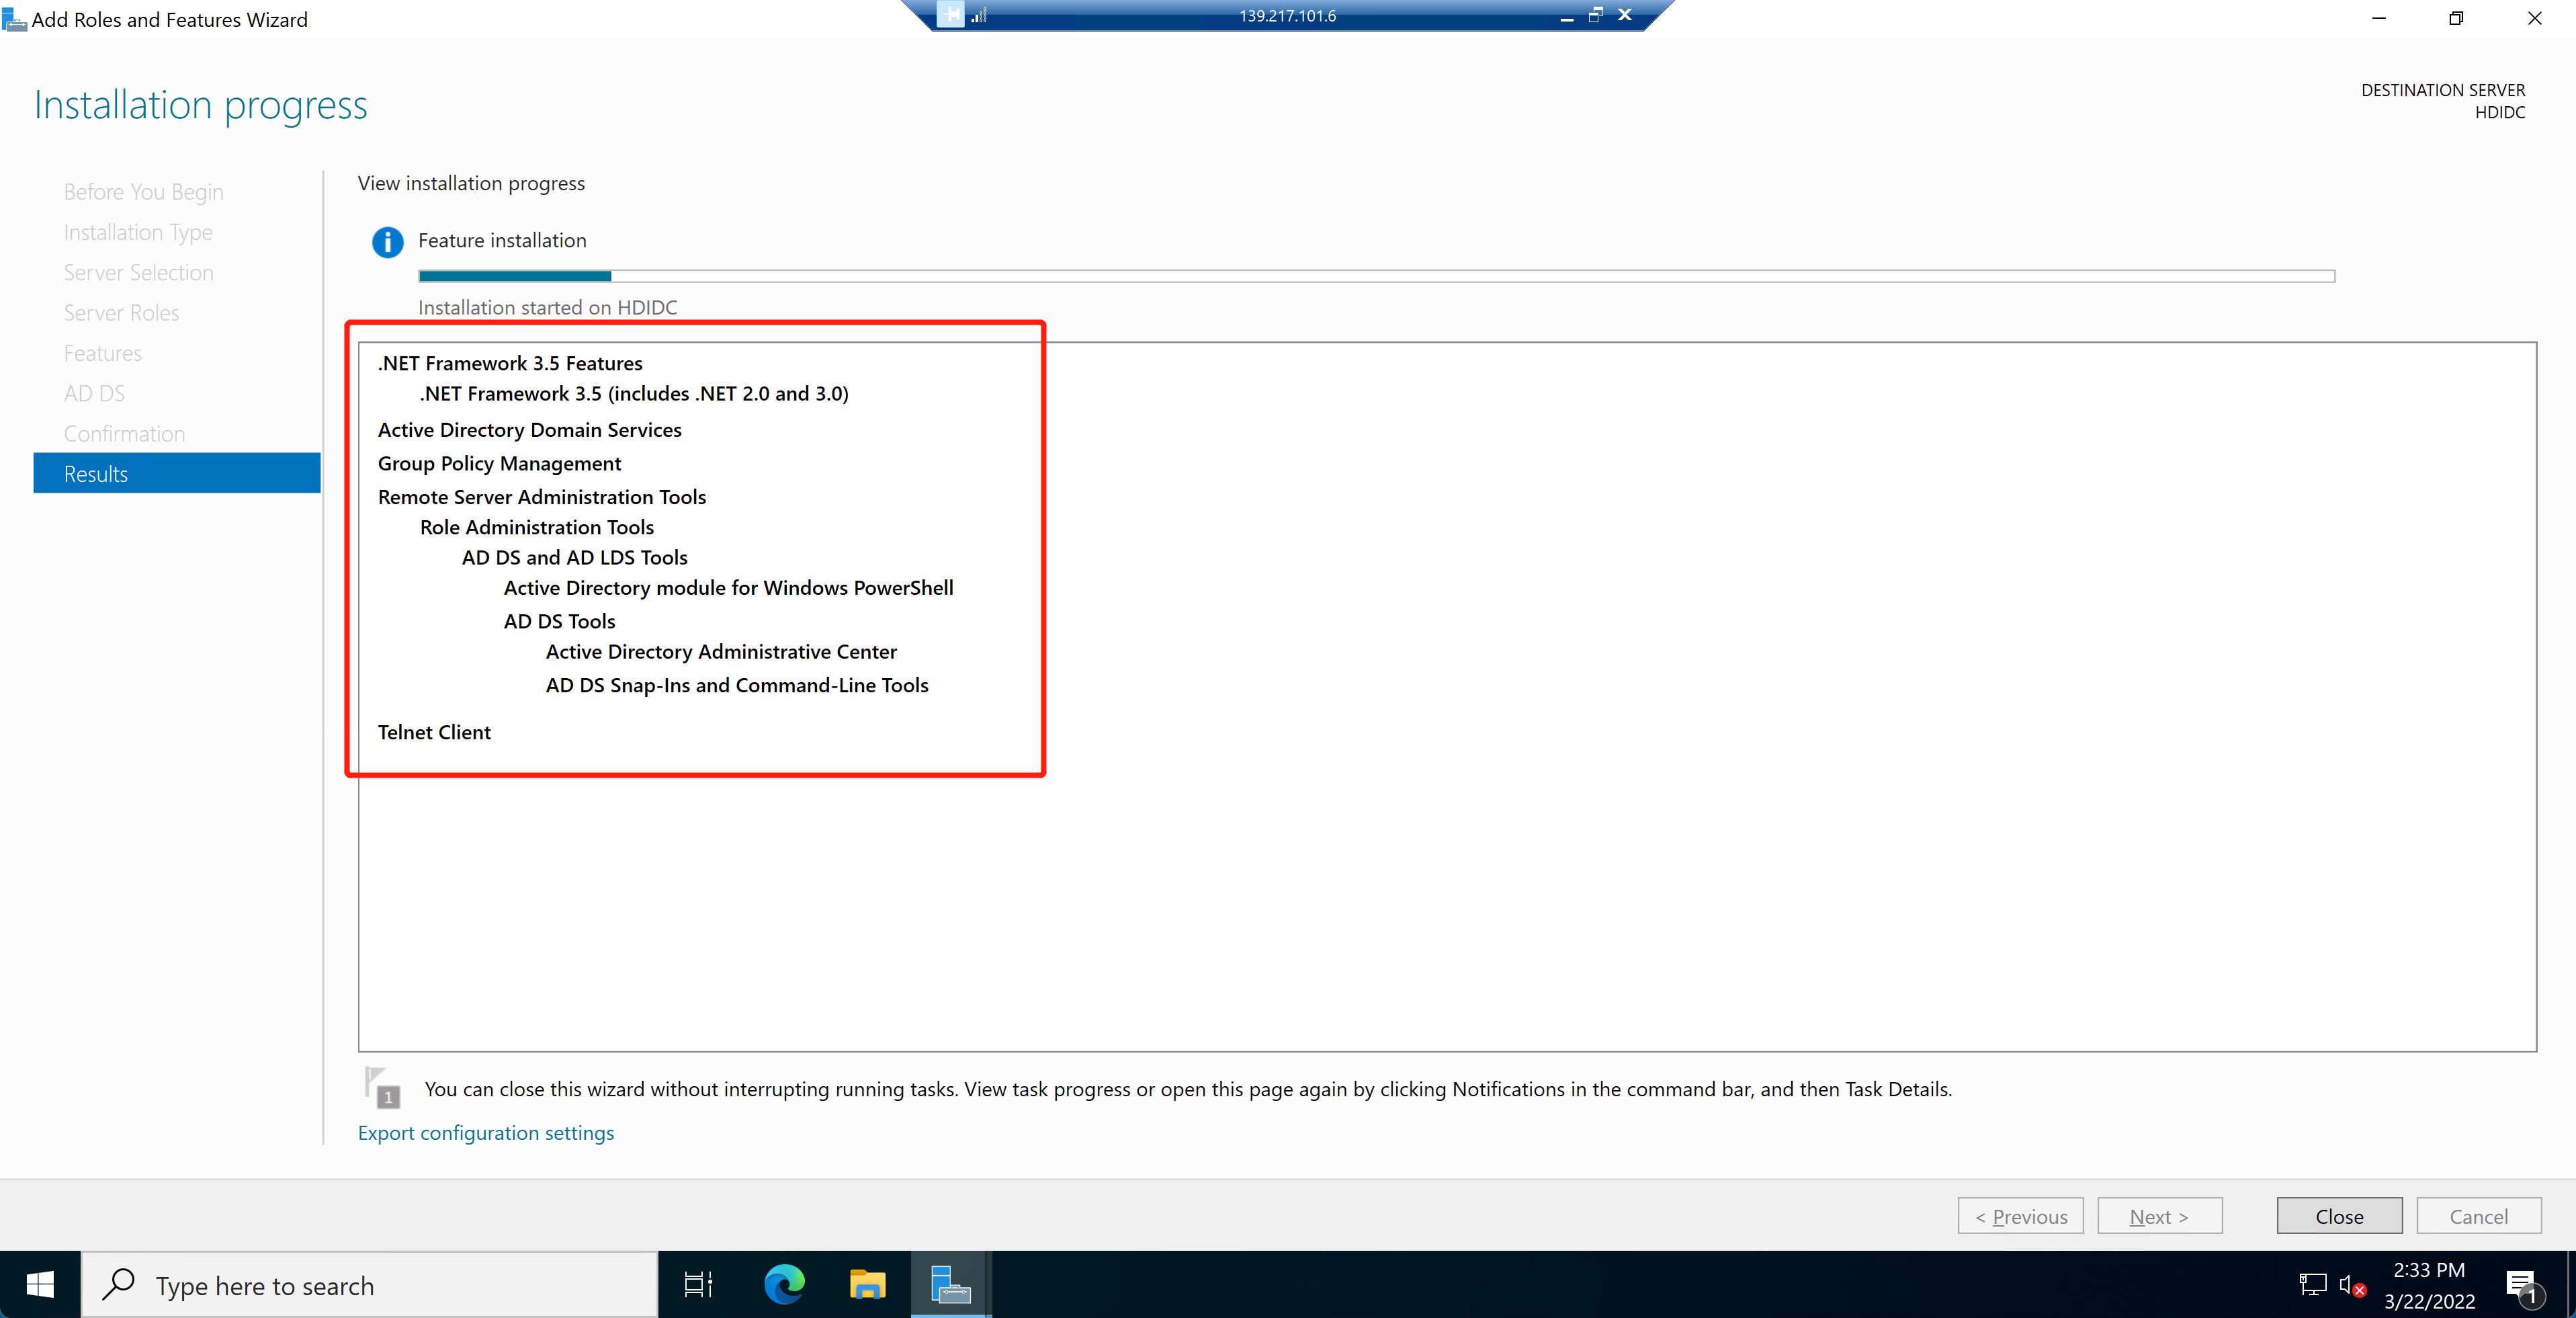 Add Roles and Features Wizard
139.217.101.6
Installation progress
DESTINATION SERVER
HDIDC
Before You Begin
Installation Type
Server Selection
Server Roles
Features
AD DS
Confirmation
Results
View installation progress
Feature installation
Installation started on HDIDC
.NET Framework 3.5 Features
.NET Framework 3.5 (includes .NET 2.0 and 3.0)
Active Directory Domain Services
Group Policy Management
Remote Server Administration Tools
Role Administration Tools
AD DS and AD LDS Tools
Active Directory module for Windows PowerShell
AD DS Tools
Active Directory Administrative Center
AD DS Snap-Ins and Command-Line Tools
Telnet Client
1
You can close this wizard without interrupting running tasks. View task progress or open this page again by clicking Notifications in the command bar, and then Task Details.
Export configuration settings
< Previous
Next >
Close
Cancel
Type here to search
2:33 PM
3/22/2022
1